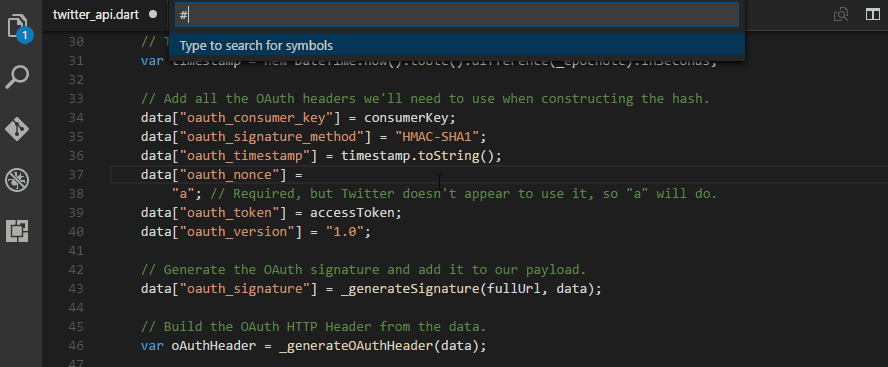 twitter_api.dart
#
Type to search for symbols
1
30 // T
31 var timestamp = new DateTime.now().toUtc().difference(_epochUtc).inSeconds;
32
33 // Add all the OAuth headers we'll need to use when constructing the hash.
34 data["oauth_consumer_key"] = consumerKey;
35 data["oauth_signature_method"] = "HMAC-SHA1";
36 data["oauth_timestamp"] = timestamp.toString();
37 data["oauth_nonce"] =
38 "a"; // Required, but Twitter doesn't appear to use it, so "a" will do.
39 data["oauth_token"] = accessToken;
40 data["oauth_version"] = "1.0";
41
42 // Generate the OAuth signature and add it to our payload.
43 data["oauth_signature"] = _generateSignature(fullUrl, data);
44
45 // Build the OAuth HTTP Header from the data.
46 var oAuthHeader = _generateOAuthHeader(data);
47